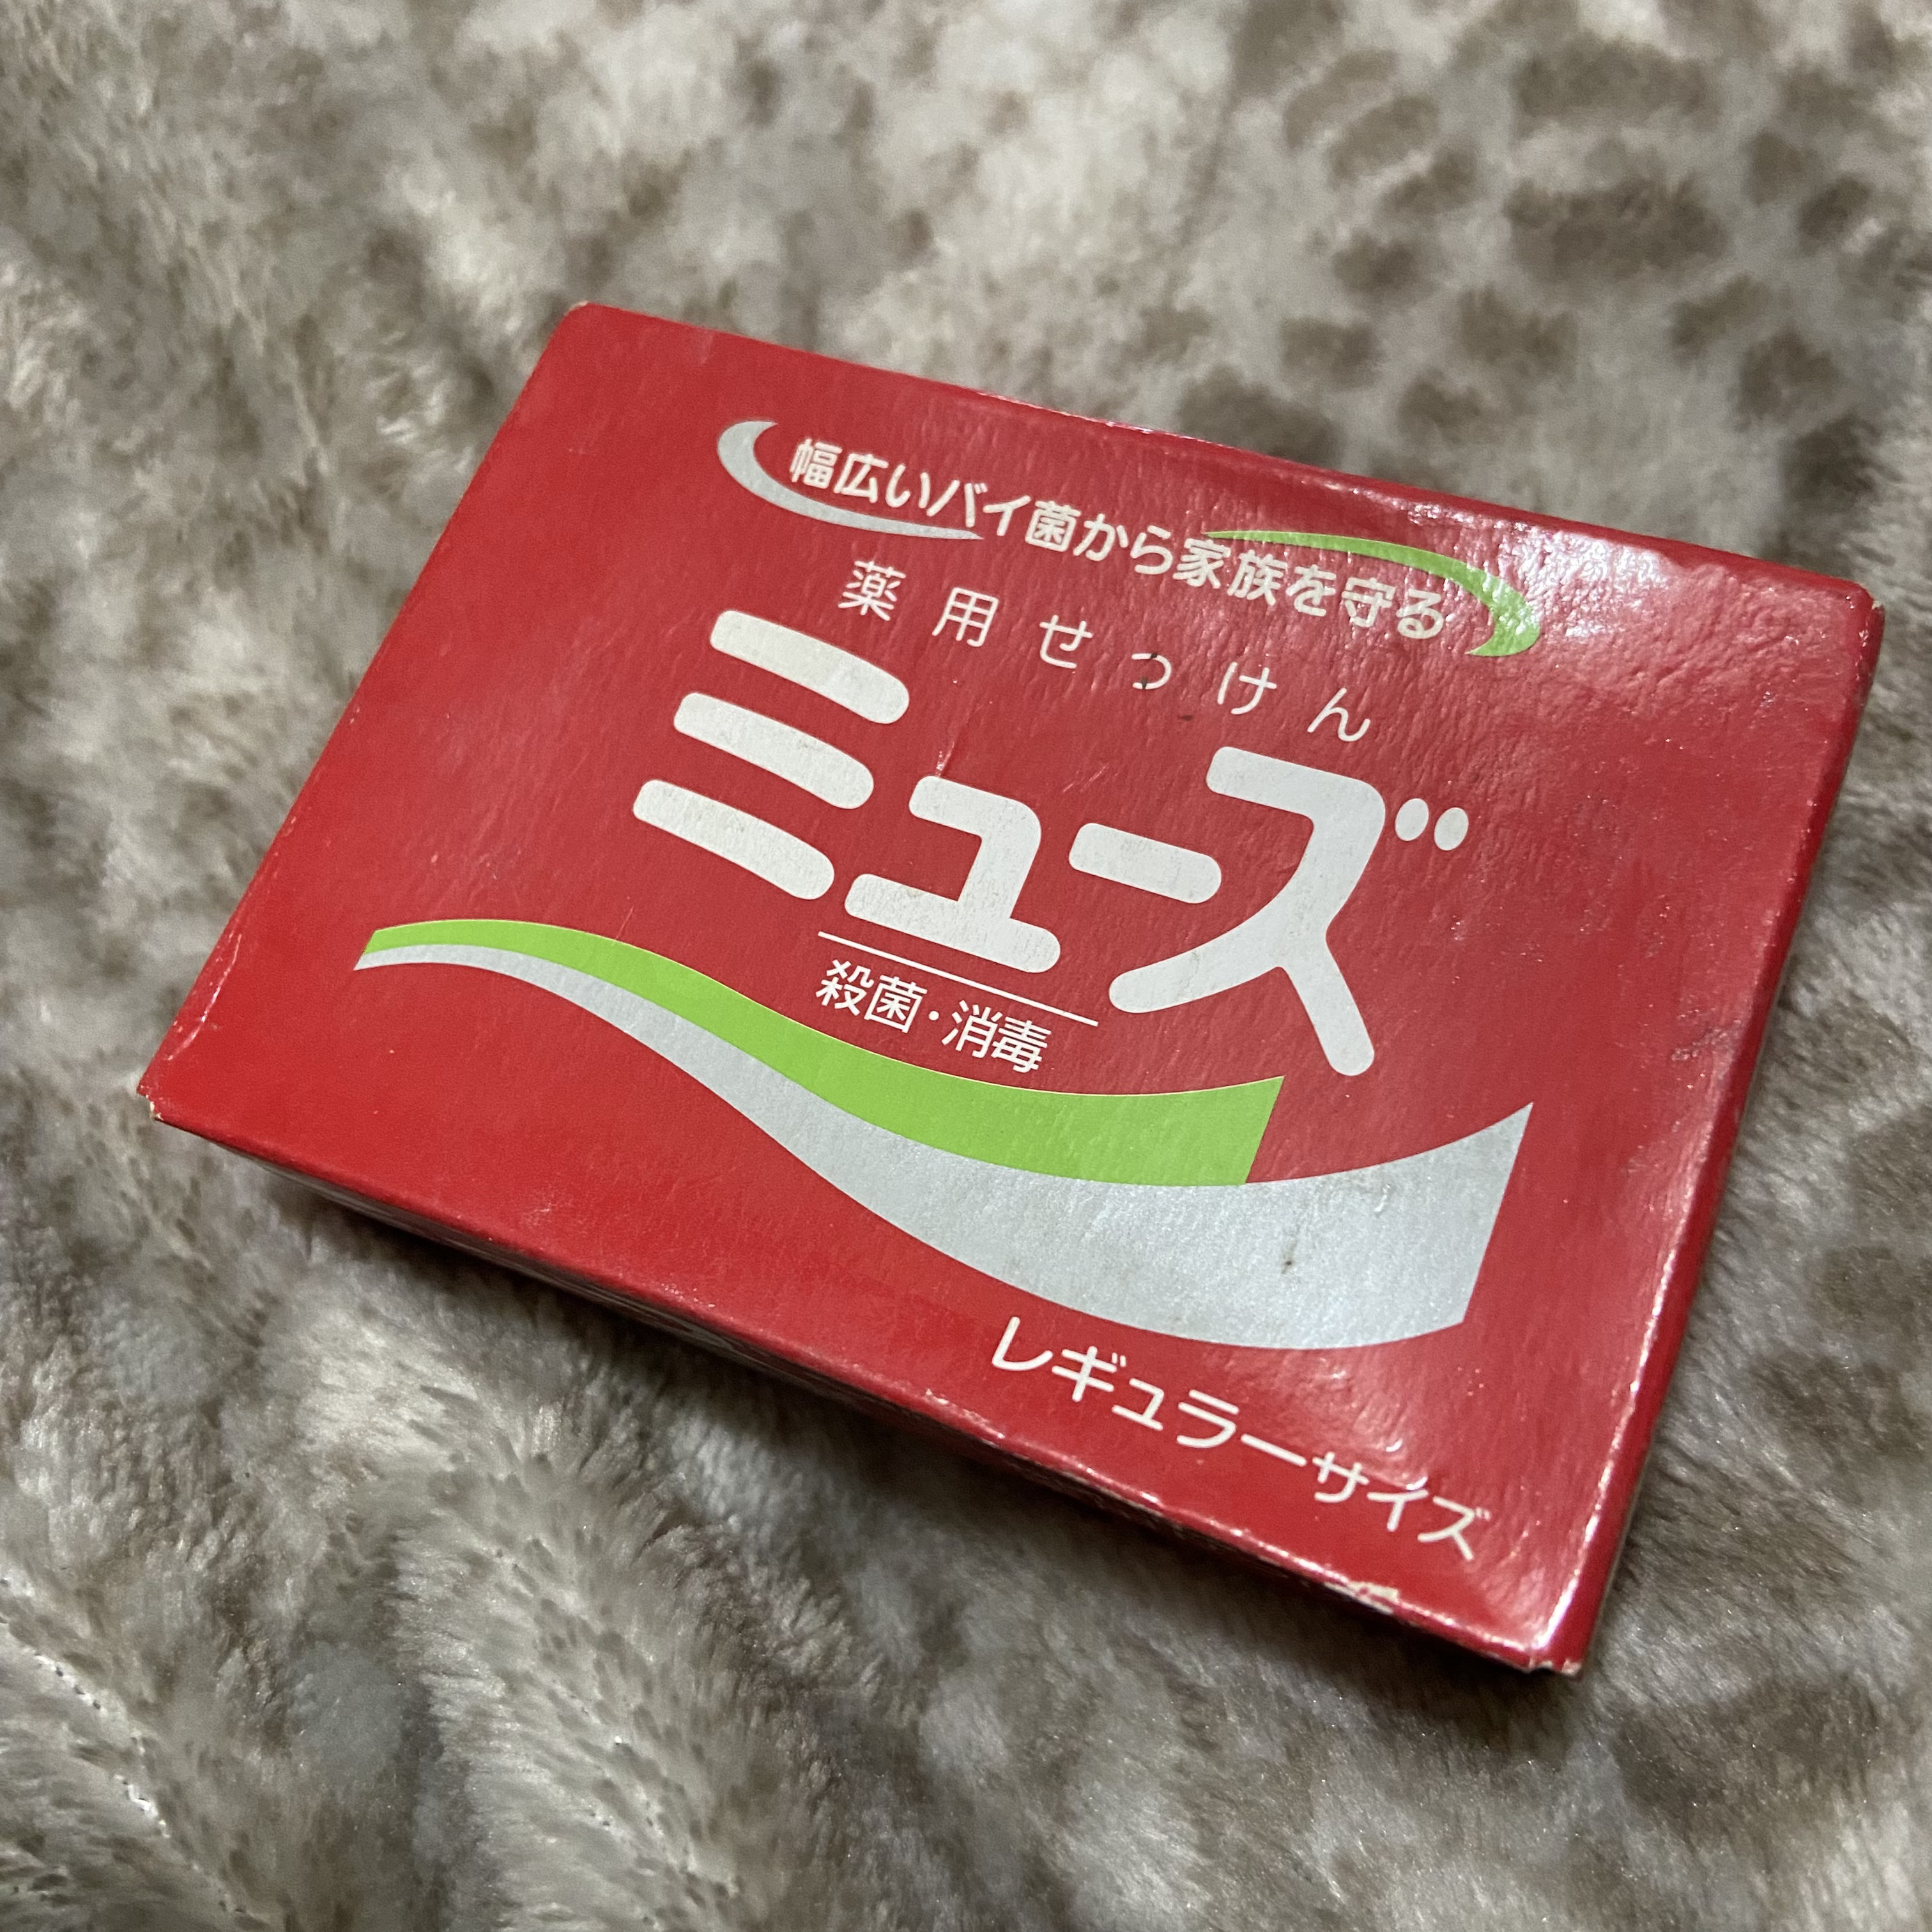 幅広いバイ菌から家族を守る
薬用せっけん
ミューズ
殺菌・消毒
レギュラーサイズ